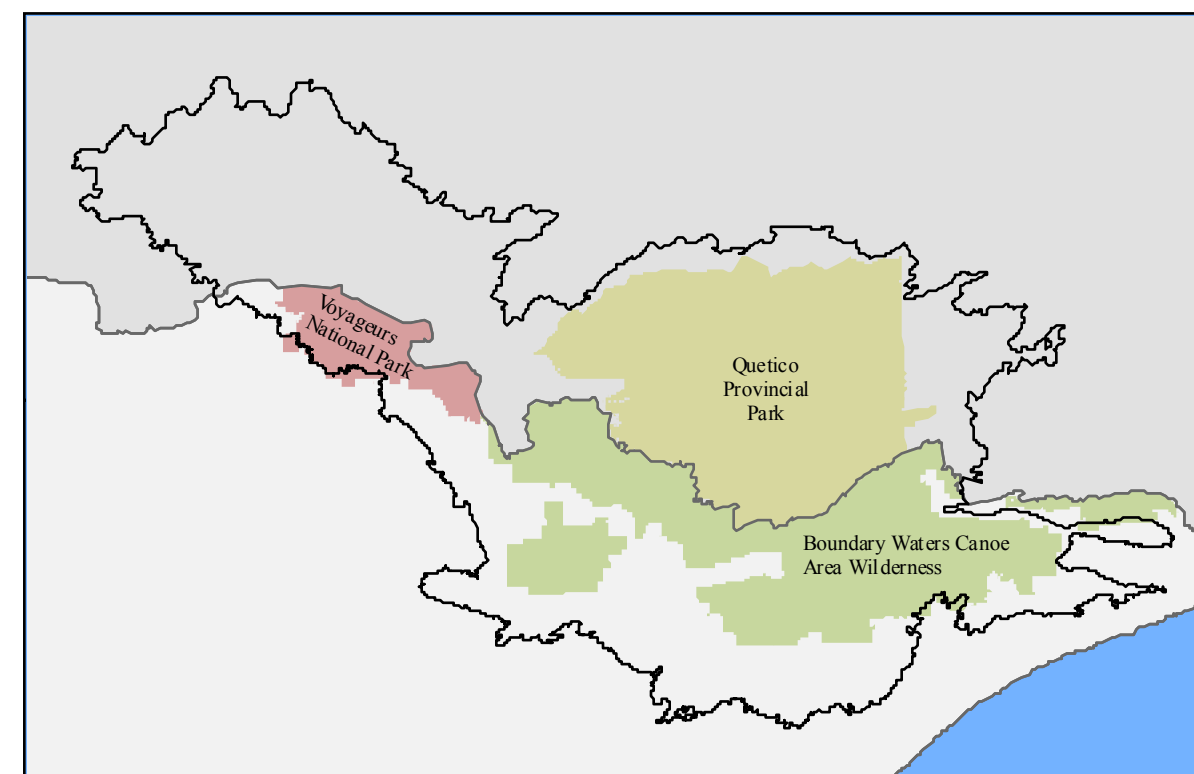 Voyageurs
National Park
Quetico
Provincial
Park
Boundary Waters Canoe
Area Wilderness